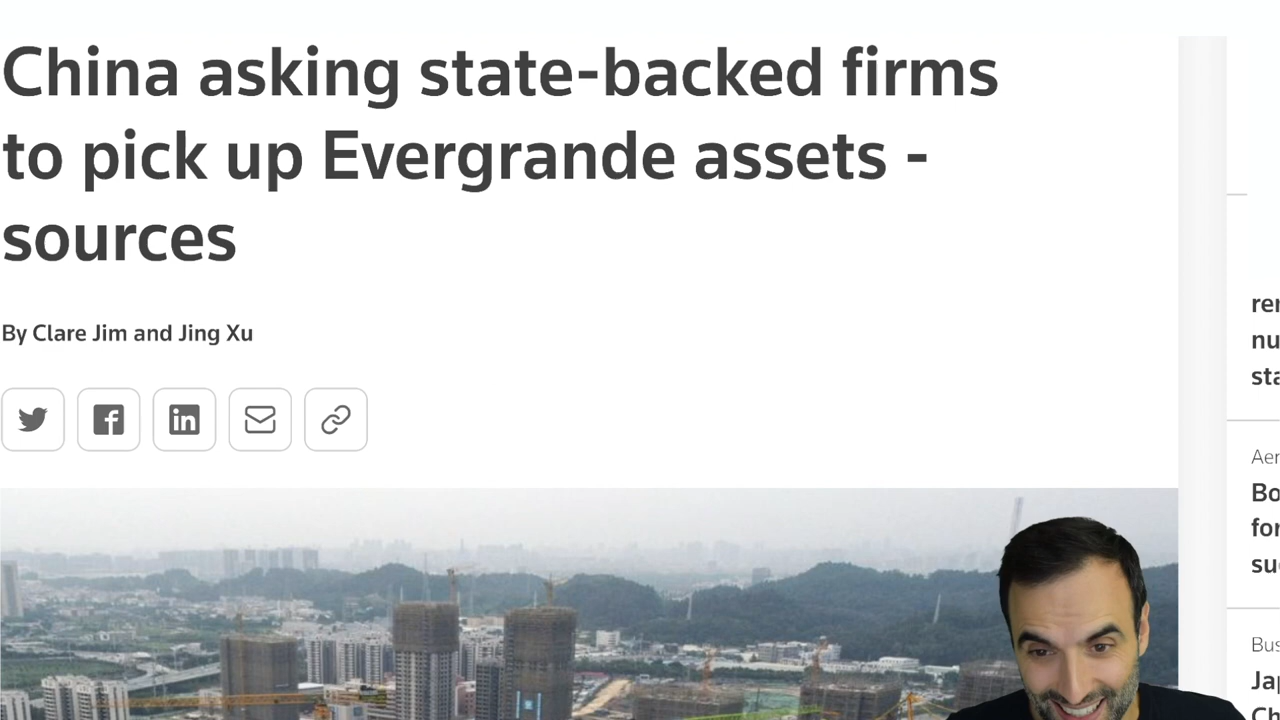 China asking state-backed firms
to pick up Evergrande assets -
sources
By Clare Jim and Jing Xu